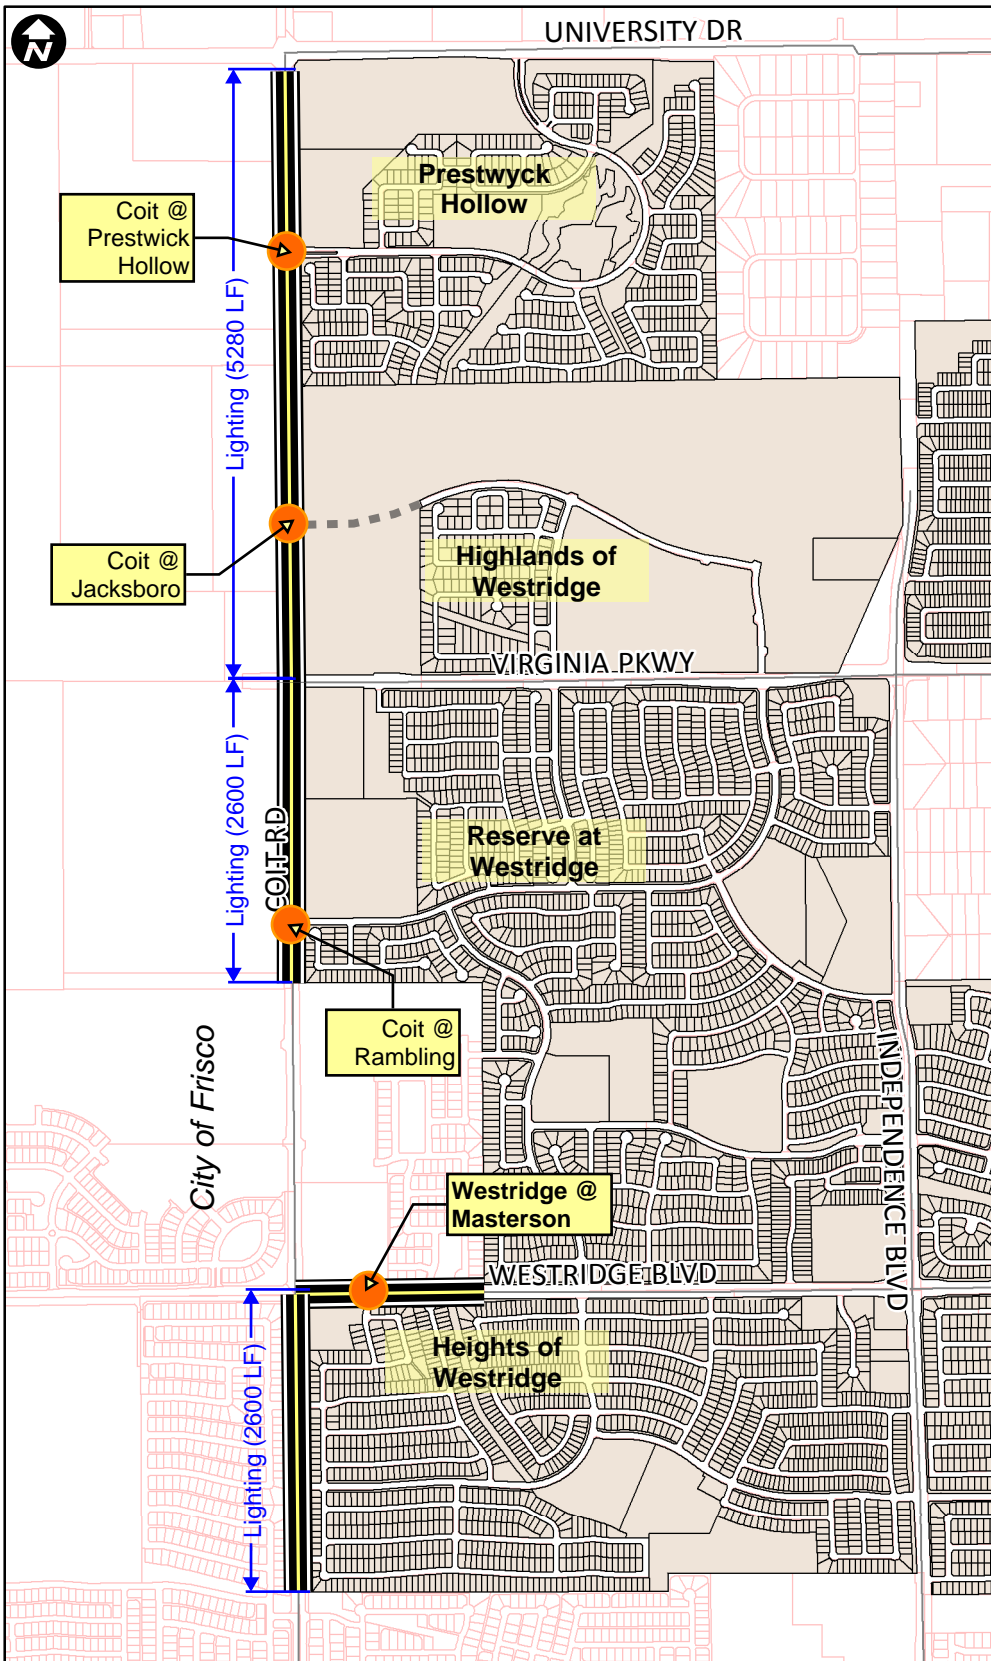 N
UNIVERSITY DR
Prestwyck
Hollow
Coit @
Prestwick
Hollow
Lighting (5280 LF)
Coit @
Jacksboro
Highlands of
Westridge
VIRGINIA PKWY
Lighting (2600 LF)
COIT RD
Reserve at
Westridge
Coit @
Rambling
City of Frisco
INDEPENDENCE BLVD
Westridge @
Masterson
WESTRIDGE BLVD
Heights of
Westridge
Lighting (2600 LF)